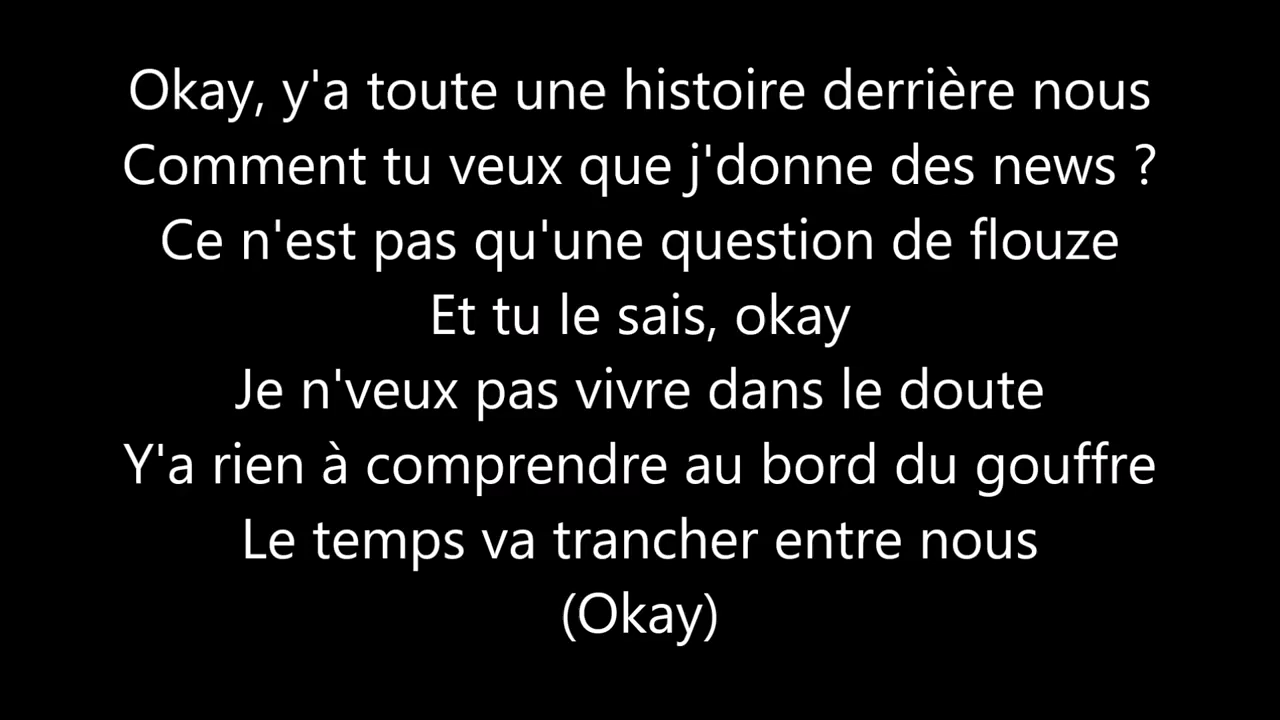 Okay, y'a toute une histoire derrière nous
Comment tu veux que j'donne des news ?
Ce n'est pas qu'une question de flouze
Et tu le sais, okay
Je n'veux pas vivre dans le doute
Y'a rien à comprendre au bord du gouffre
Le temps va trancher entre nous
(Okay)